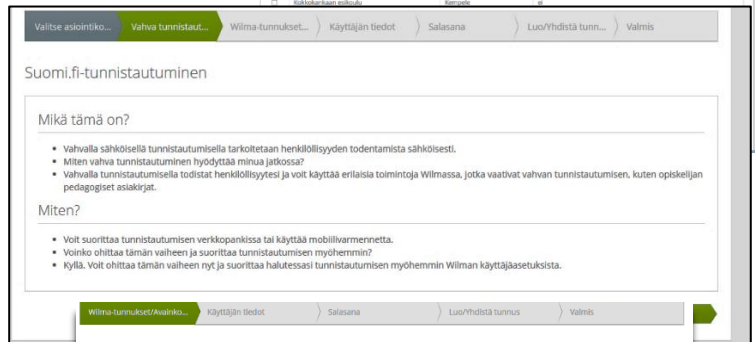 Kokkokankaan esikoulu Kempele ei
Valitse asiointiko... Vahva tunnistaut... Wilma-tunnukset... Käyttäjän tiedot Salasana Luo/Yhdistä tunn... Valmis
Suomi.fi-tunnistautuminen
Mikä tämä on?
• Vahvalla sähköisellä tunnistautumisella tarkoitetaan henkilöllisyyden todentamista sähköisesti.
• Miten vahva tunnistautuminen hyödyttää minua jatkossa?
• Vahvalla tunnistautumisella todistat henkilöllisyytesi ja voit käyttää erilaisia toimintoja Wilmassa, jotka vaativat vahvan tunnistautumisen, kuten opiskelijan
pedagogiset asiakirjat.
Miten?
• Voit suorittaa tunnistautumisen verkkopankissa tai käyttää mobiilivarmennetta.
• Voinko ohittaa tämän vaiheen ja suorittaa tunnistautumisen myöhemmin?
• Kyllä. Voit ohittaa tämän vaiheen nyt ja suorittaa halutessasi tunnistautumisen myöhemmin Wilman käyttäjäasetuksista.
Wilma-tunnukset/Avainko... Käyttäjän tiedot Salasana Luo/Yhdistä tunnus Valmis